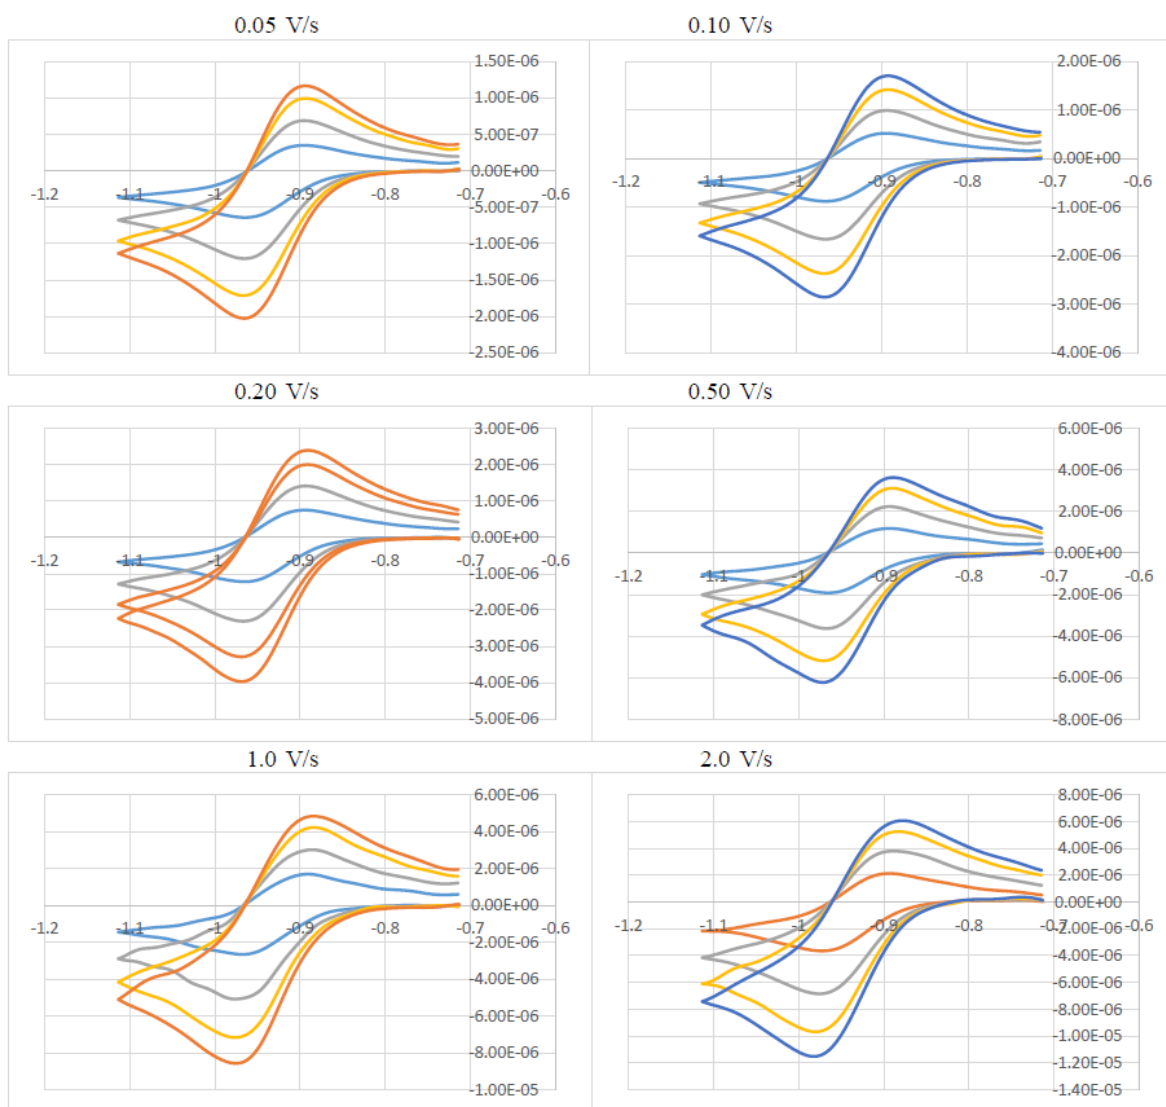 0.05 V/s
0.10 V/s
1.50E-06
1.00E-06
5.00E-07
0.00E+00
-5.00E-07
-1.00E-06
-1.50E-06
-2.00E-06
-2.50E-06
-1.2
-1.1
-1
-0.9
-0.8
-0.7
-0.6
2.00E-06
1.00E-06
0.00E+00
-1.00E-06
-2.00E-06
-3.00E-06
-4.00E-06
-1.2
-1.1
-1
-0.9
-0.8
-0.7
-0.6
0.20 V/s
0.50 V/s
3.00E-06
2.00E-06
1.00E-06
0.00E+00
-1.00E-06
-2.00E-06
-3.00E-06
-4.00E-06
-5.00E-06
-1.2
-1.1
-1
-0.9
-0.8
-0.7
-0.6
6.00E-06
4.00E-06
2.00E-06
0.00E+00
-2.00E-06
-4.00E-06
-6.00E-06
-8.00E-06
-1.2
-1.1
-1
-0.9
-0.8
-0.7
-0.6
1.0 V/s
2.0 V/s
6.00E-06
4.00E-06
2.00E-06
0.00E+00
-2.00E-06
-4.00E-06
-6.00E-06
-8.00E-06
-1.00E-05
-1.2
-1.1
-1
-0.9
-0.8
-0.7
-0.6
8.00E-06
6.00E-06
4.00E-06
2.00E-06
0.00E+00
-2.00E-06
-4.00E-06
-6.00E-06
-8.00E-06
-1.00E-05
-1.20E-05
-1.40E-05
-1.2
-1.1
-1
-0.9
-0.8
-0.7
-0.6